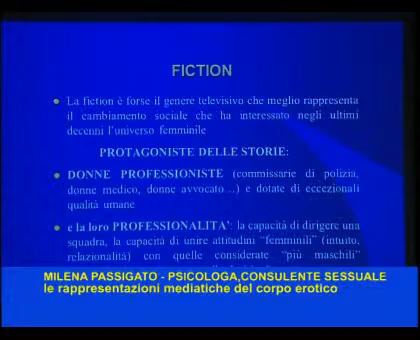 FICTION
La fiction è forse il genere televisivo che meglio rappresenta
il cambiamento sociale che ha interessato negli ultimi
decenni l'universo femminile
PROTAGONISTE DELLE STORIE:
DONNE PROFESSIONISTE (commissarie di polizia,
donne medico, donne avvocato…) e dotate di eccezionali
qualità umane
e la loro PROFESSIONALITA': la capacità di dirigere una
squadra, la capacità di unire attitudini "femminili" (intuito,
relazionalità) con quelle considerate "più maschili"
MILENA PASSIGATO - PSICOLOGA,CONSULENTE SESSUALE
le rappresentazioni mediatiche del corpo erotico